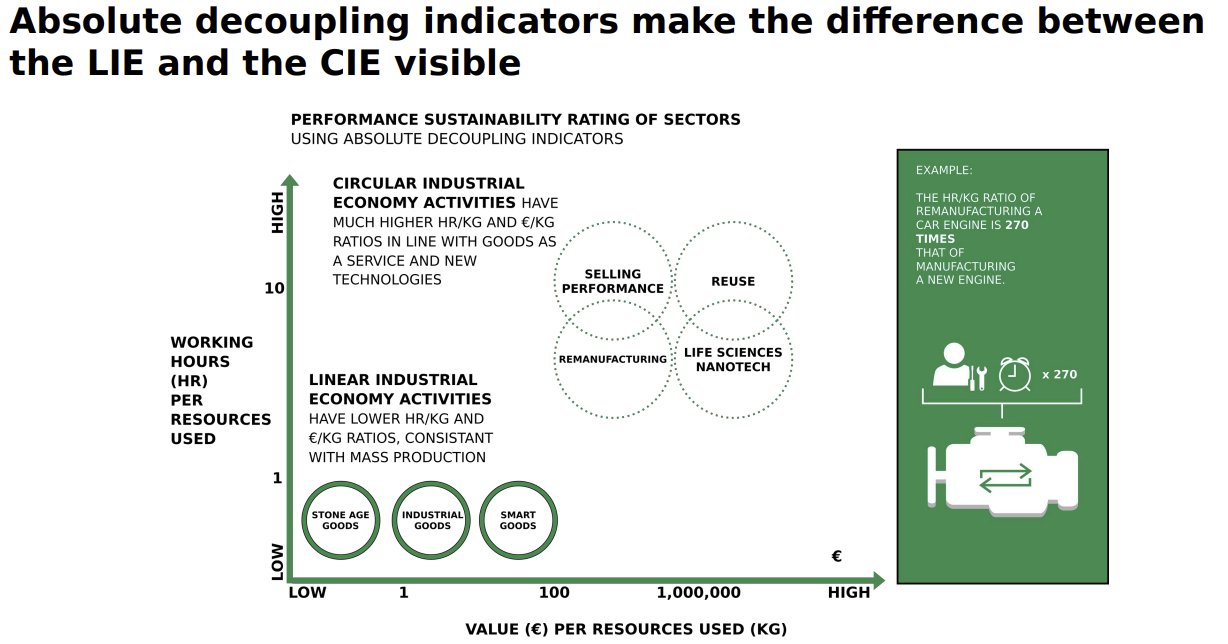 Absolute decoupling indicators make the difference between
the LIE and the CIE visible
PERFORMANCE SUSTAINABILITY RATING OF SECTORS
USING ABSOLUTE DECOUPLING INDICATORS
CIRCULAR INDUSTRIAL
ECONOMY ACTIVITIES HAVE
MUCH HIGHER HR/KG AND €/KG
RATIOS IN LINE WITH GOODS AS
A SERVICE AND NEW
TECHNOLOGIES
HIGH
10
WORKING
HOURS
(HR)
PER
RESOURCES
USED
1
LOW
SELLING
PERFORMANCE
REUSE
REMANUFACTURING
LIFE SCIENCES
NANOTECH
LINEAR INDUSTRIAL
ECONOMY ACTIVITIES
HAVE LOWER HR/KG AND
€/KG RATIOS, CONSISTANT
WITH MASS PRODUCTION
STONE AGE
GOODS
INDUSTRIAL
GOODS
SMART
GOODS
€
LOW 1 100 1,000,000 HIGH
VALUE (€) PER RESOURCES USED (KG)
EXAMPLE:
THE HR/KG RATIO OF
REMANUFACTURING A
CAR ENGINE IS 270
TIMES
THAT OF
MANUFACTURING
A NEW ENGINE.
x 270